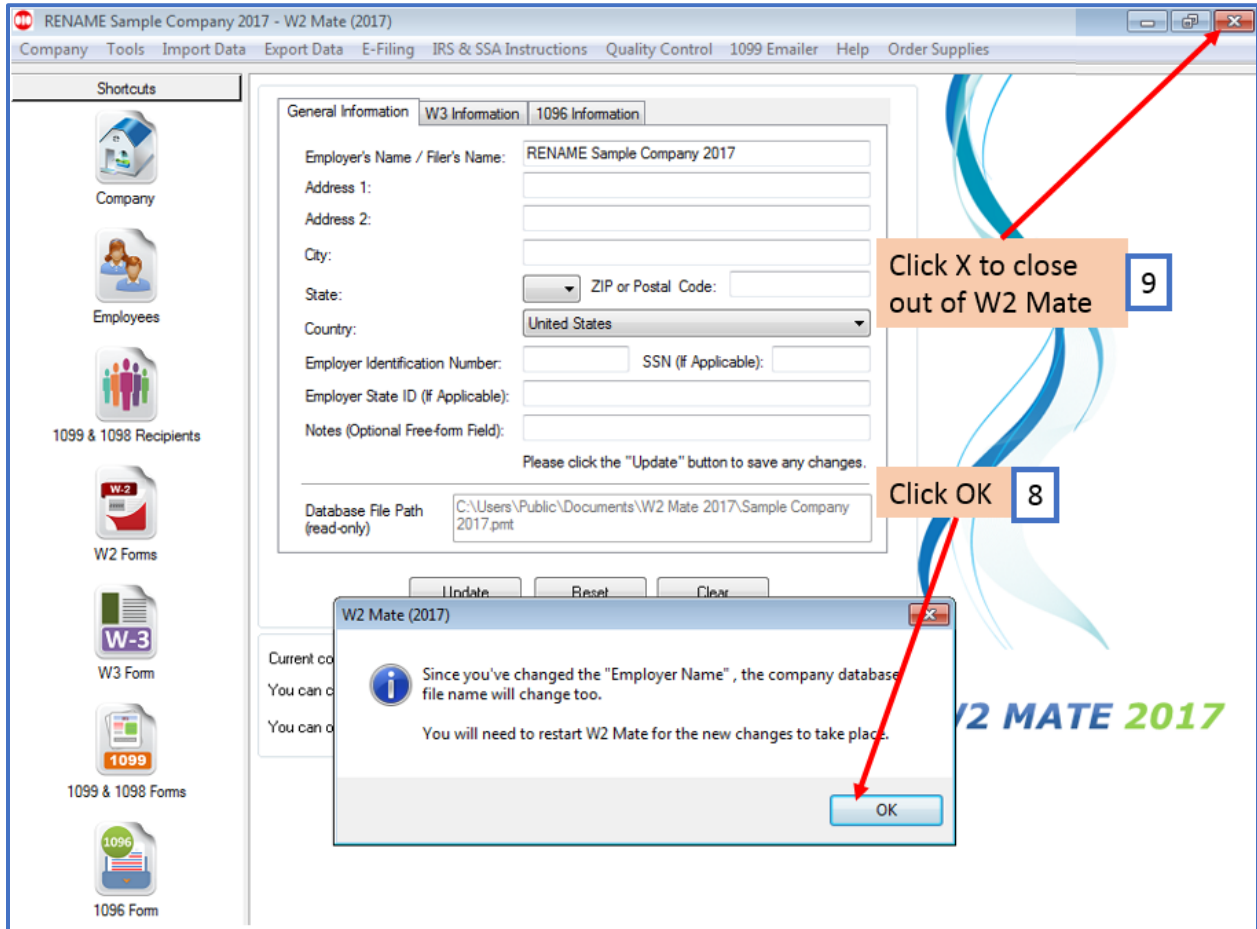 RENAME Sample Company 2017 - W2 Mate (2017)
Company Tools Import Data Export Data E-Filing IRS & SSA Instructions Quality Control 1099 Emailer Help Order Supplies
Shortcuts
Company
Employees
1099 & 1098 Recipients
W-2
W2 Forms
W-3
W3 Form
1099
1099 & 1098 Forms
1096
1096 Form
General Information W3 Information 1096 Information
Employer's Name / Filer's Name: RENAME Sample Company 2017
Address 1:
Address 2:
City:
State: ZIP or Postal Code:
Country: United States
Employer Identification Number: SSN (If Applicable):
Employer State ID (If Applicable):
Notes (Optional Free-form Field):
Please click the "Update" button to save any changes.
Database File Path C:\Users\Public\Documents\W2 Mate 2017\Sample Company
(read-only) 2017.pmt
Update Reset Clear
Click X to close
out of W2 Mate
9
Click OK 8
Current co
You can c
You can o
W2 Mate (2017)
Since you've changed the "Employer Name" , the company database
file name will change too.
You will need to restart W2 Mate for the new changes to take place.
OK
2 MATE 2017